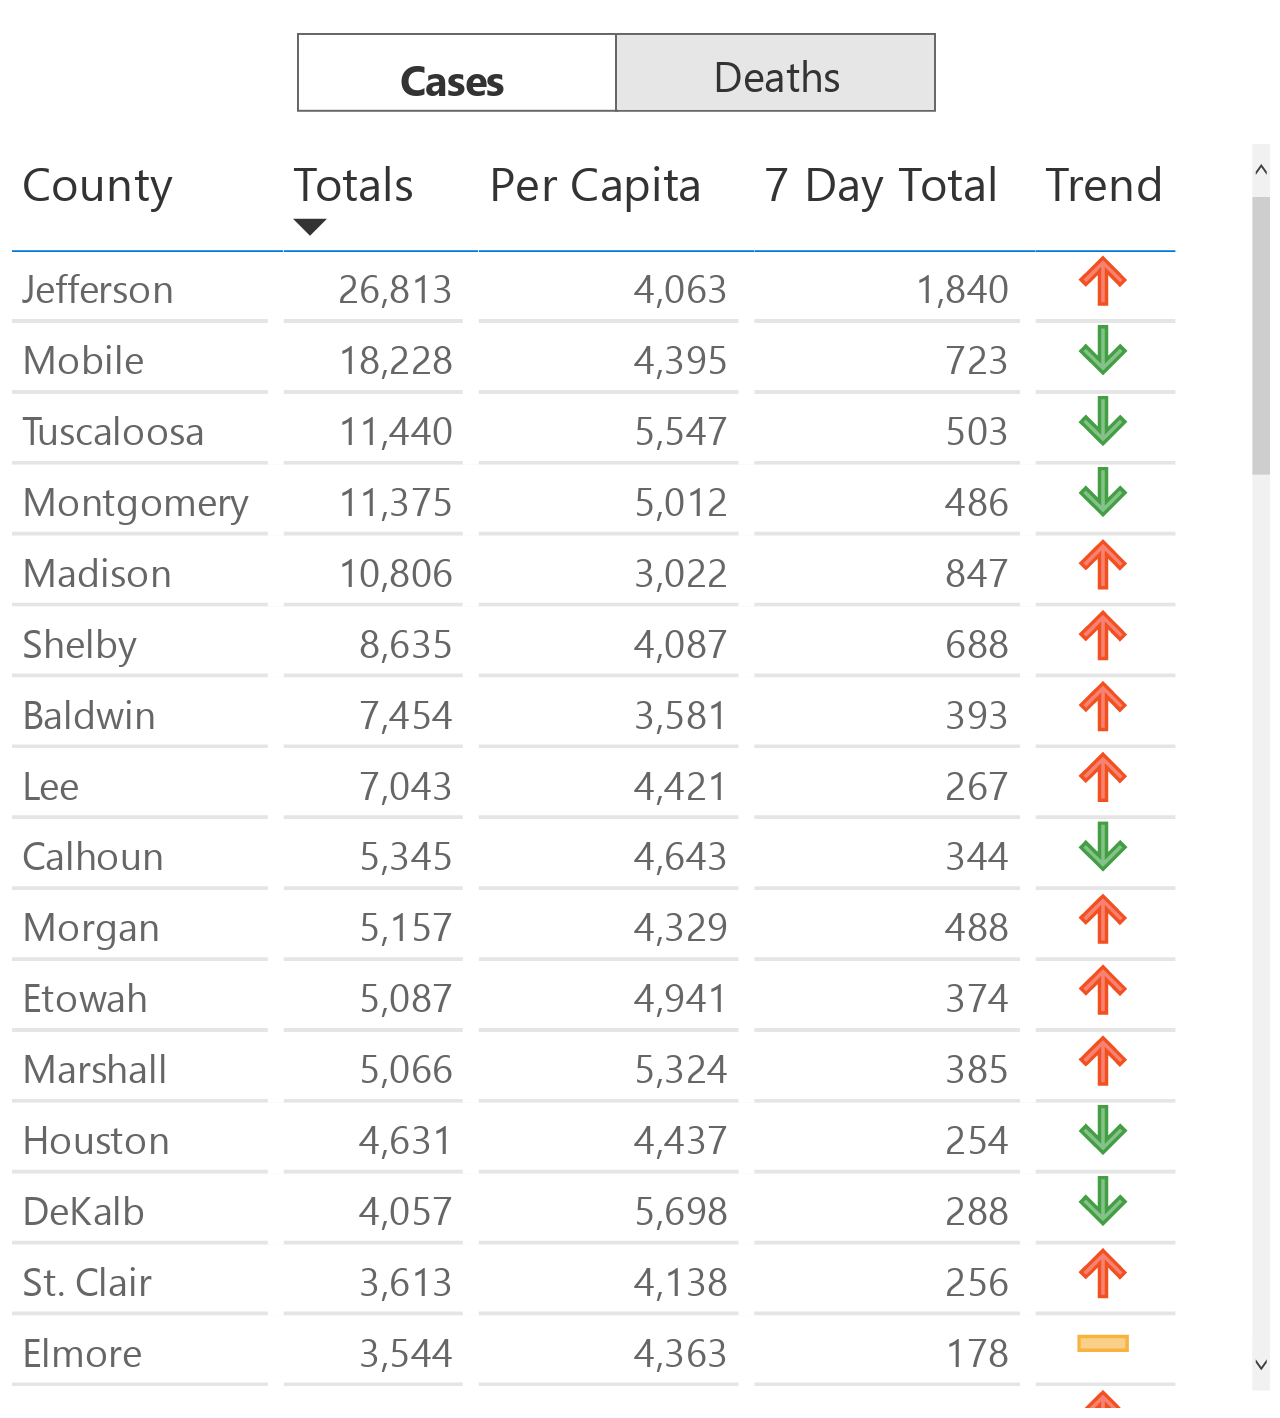 Cases Deaths
County Totals Per Capita 7 Day Total Trend
Jefferson 26,813 4,063 1,840
Mobile 18,228 4,395 723
Tuscaloosa 11,440 5,547 503
Montgomery 11,375 5,012 486
Madison 10,806 3,022 847
Shelby 8,635 4,087 688
Baldwin 7,454 3,581 393
Lee 7,043 4,421 267
Calhoun 5,345 4,643 344
Morgan 5,157 4,329 488
Etowah 5,087 4,941 374
Marshall 5,066 5,324 385
Houston 4,631 4,437 254
DeKalb 4,057 5,698 288
St. Clair 3,613 4,138 256
Elmore 3,544 4,363 178